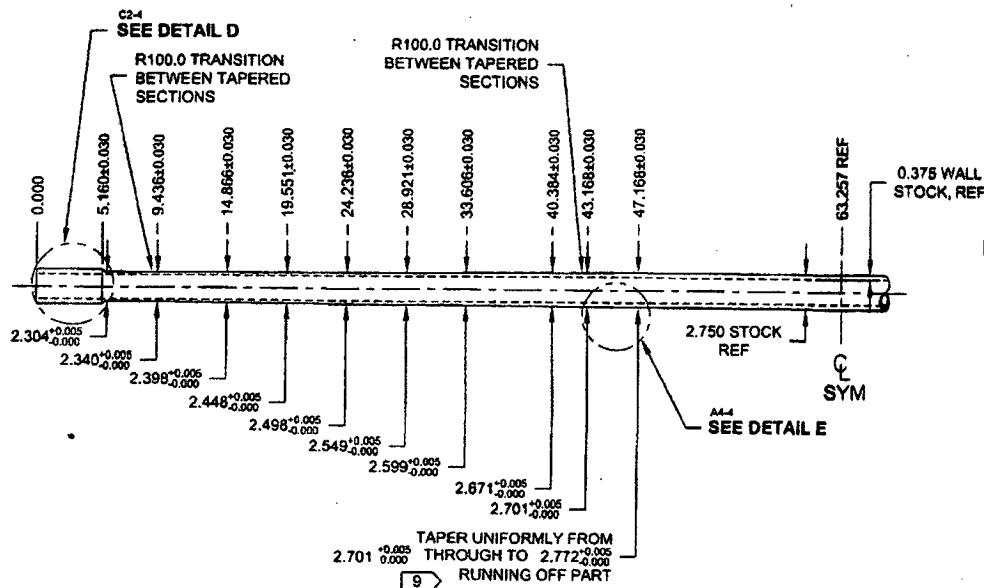 C2-4
SEE DETAIL D
R100.0 TRANSITION
BETWEEN TAPERED
SECTIONS
R100.0 TRANSITION
BETWEEN TAPERED
SECTIONS
0.000
5.160±0.030
9.436±0.030
14.866±0.030
19.551±0.030
24.236±0.030
28.921±0.030
33.606±0.030
40.384±0.030
43.168±0.030
47.168±0.030
63.257 REF
0.375 WALL
STOCK, REF
2.304 +0.005 -0.000
2.340 +0.005 -0.000
2.398 +0.005 -0.000
2.448 +0.005 -0.000
2.498 +0.005 -0.000
2.549 +0.005 -0.000
2.599 +0.005 -0.000
2.671 +0.005 -0.000
2.701 +0.005 -0.000
2.750 STOCK
REF
CL
SYM
A4-4
SEE DETAIL E
TAPER UNIFORMLY FROM
2.701 +0.005 0.000 THROUGH TO 2.772 +0.005 -0.000
RUNNING OFF PART
9